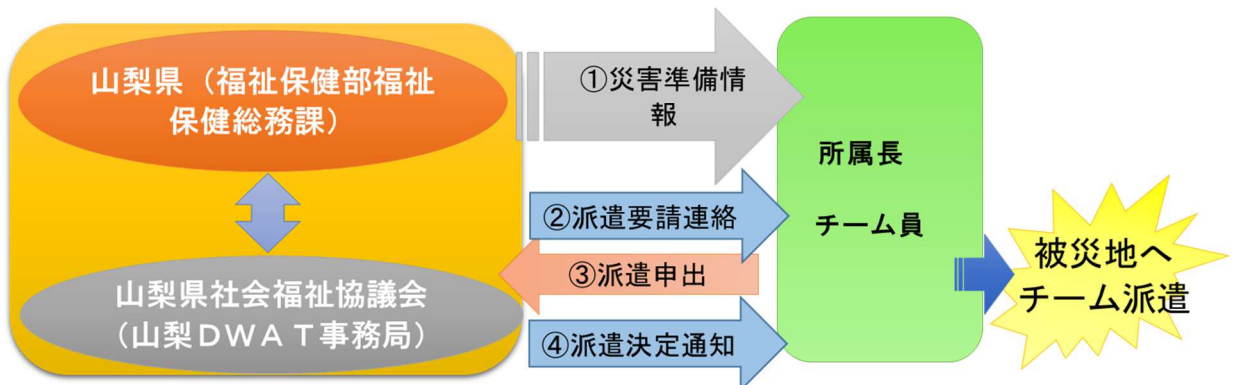 山梨県（福祉保健部福祉
保健総務課）
山梨県社会福祉協議会
（山梨ＤＷＡＴ事務局）
①災害準備情
報
②派遣要請連絡
③派遣申出
④派遣決定通知
所属長
チーム員
被災地へ
チーム派遣